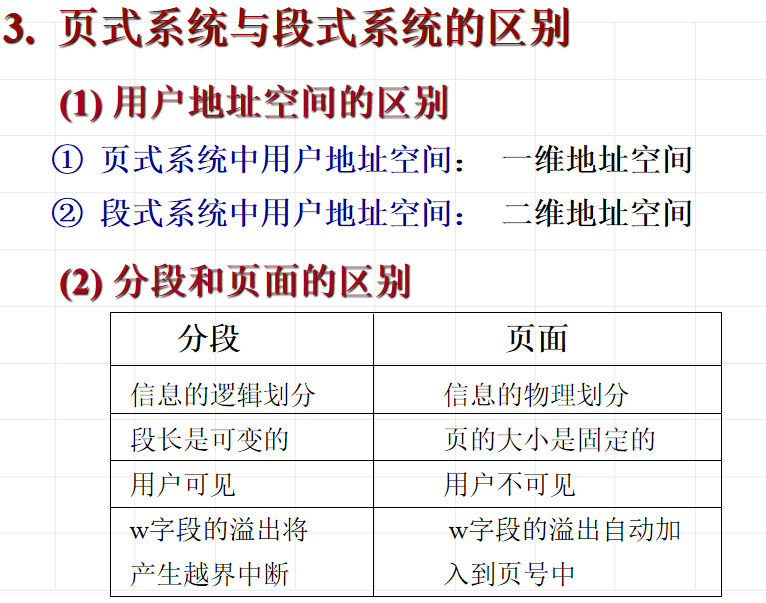 3. 页式系统与段式系统的区别
(1) 用户地址空间的区别
① 页式系统中用户地址空间： 一维地址空间
② 段式系统中用户地址空间： 二维地址空间
(2) 分段和页面的区别
分段 页面
信息的逻辑划分 信息的物理划分
段长是可变的 页的大小是固定的
用户可见 用户不可见
w字段的溢出将 w字段的溢出自动加
产生越界中断 入到页号中